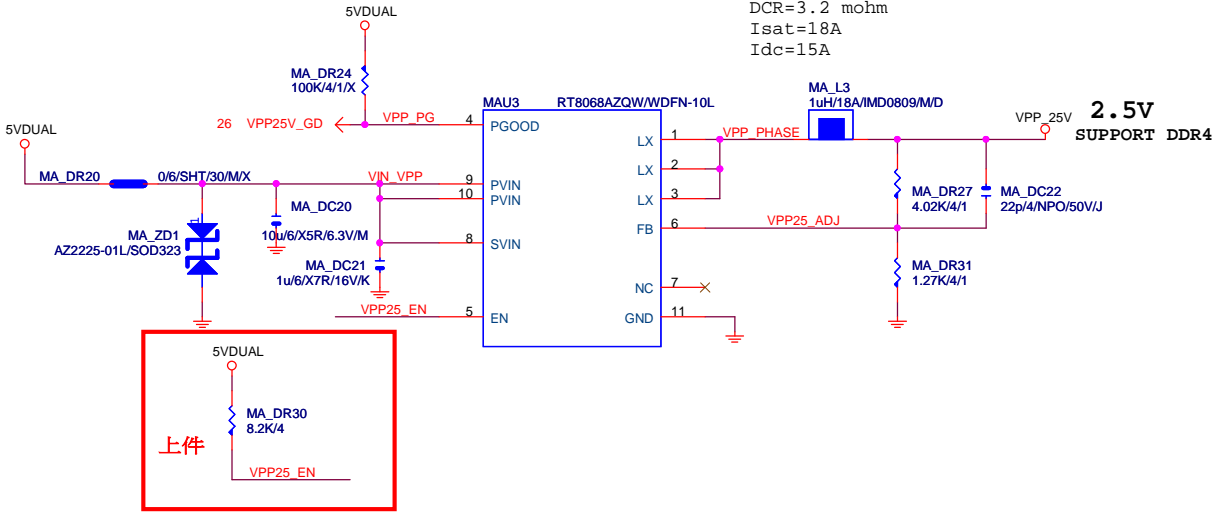 DCR=3.2 mohm
Isat=18A
Idc=15A
5VDUAL
MA_DR24
100K/4/1/X
MAU3
RT8068AZQW/WDFN-10L
MA_L3
1uH/18A/IMD0809/M/D
26 VPP25V_GD
VPP_PG
4
PGOOD
LX
1
VPP_PHASE
VPP_25V
2.5V
SUPPORT DDR4
5VDUAL
MA_DR20
0/6/SHT/30/M/X
VIN_VPP
9
PVIN
10
PVIN
LX
2
LX
3
MA_DR27
4.02K/4/1
MA_DC22
22p/4/NPO/50V/J
1
MA_ZD1
AZ2225-01L/SOD323
MA_DC20
10u/6/X5R/6.3V/M
8
SVIN
FB
6
VPP25_ADJ
MA_DC21
1u/6/X7R/16V/K
MA_DR31
1.27K/4/1
NC
7
VPP25_EN
5
EN
GND
11
5VDUAL
MA_DR30
8.2K/4
上件
VPP25_EN